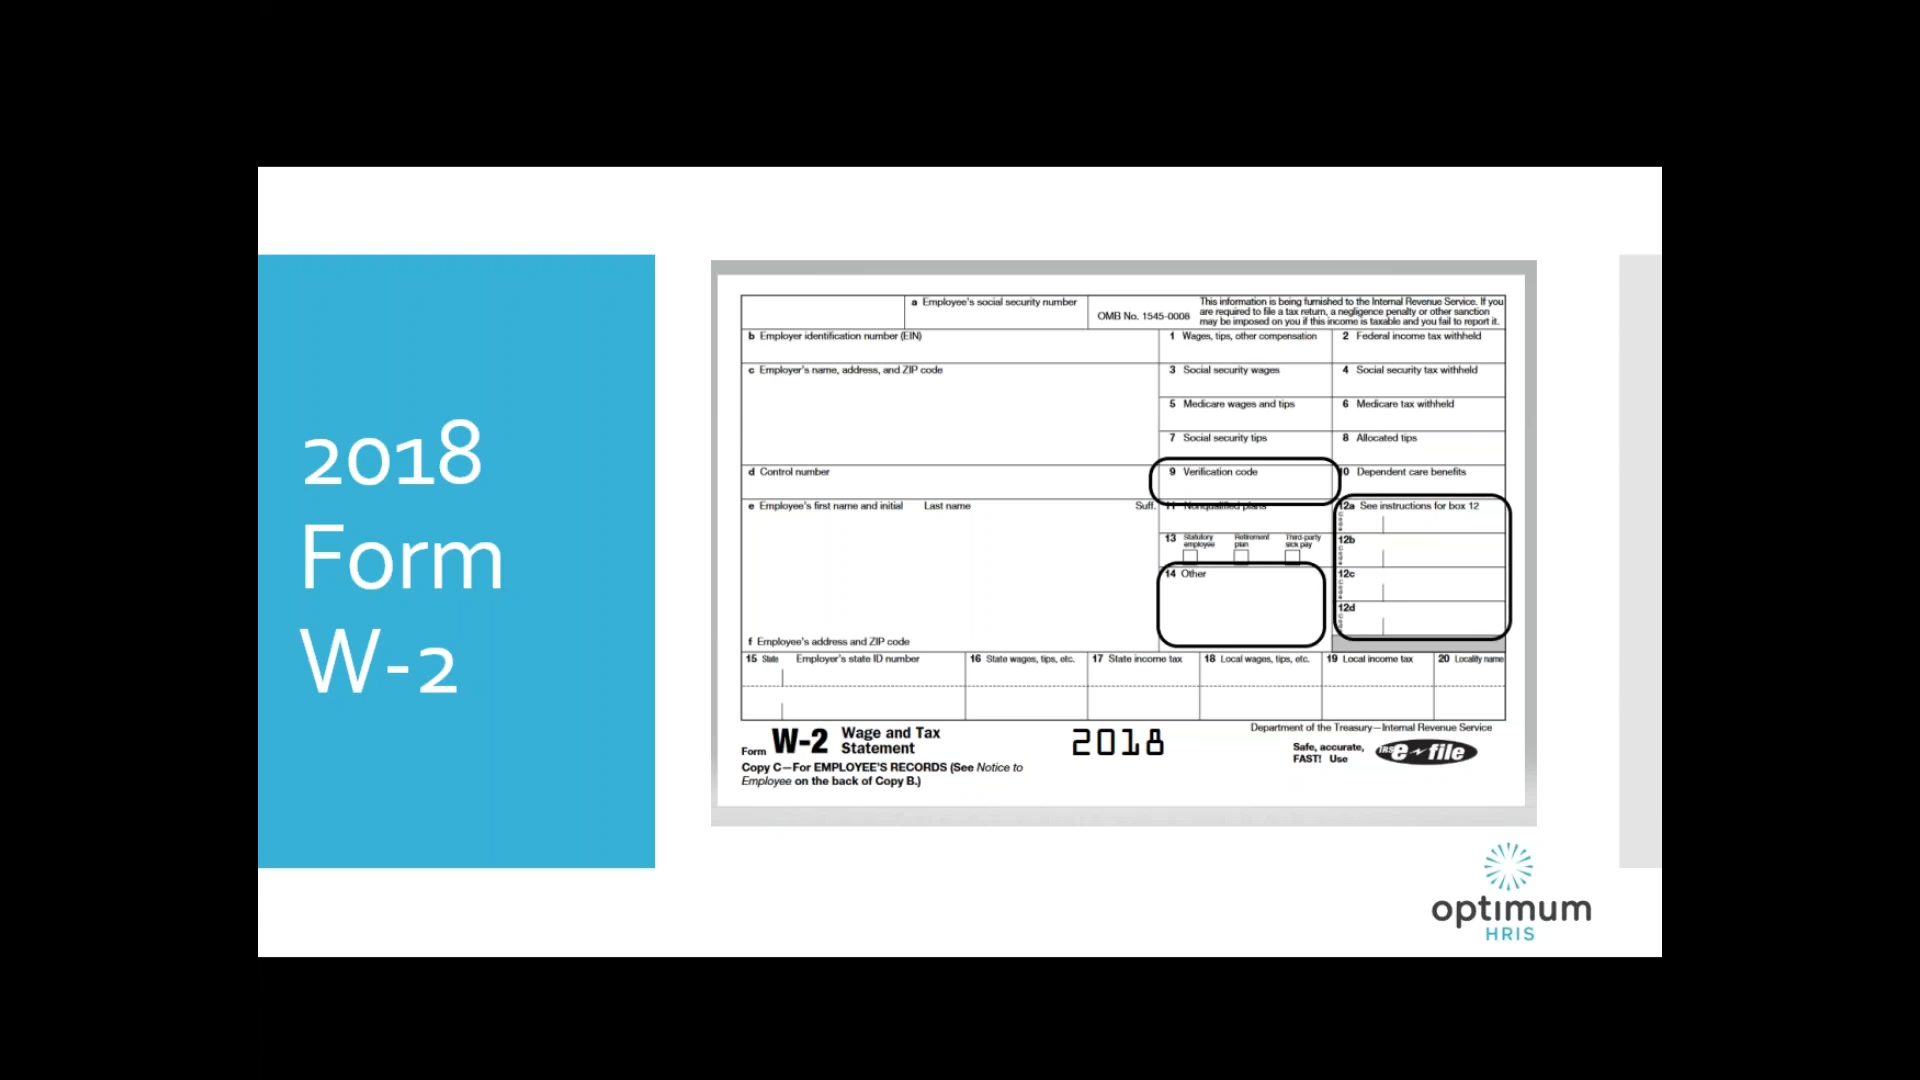 2018
Form
W-2
a Employee's social security number
OMB No. 1545-0008
This information is being furnished to the Internal Revenue Service. If you
are required to file a tax return, a negligence penalty or other sanction
may be imposed on you if this income is taxable and you fail to report it.
b Employer identification number (EIN)
1 Wages, tips, other compensation
2 Federal income tax withheld
c Employer's name, address, and ZIP code
3 Social security wages
4 Social security tax withheld
5 Medicare wages and tips
6 Medicare tax withheld
7 Social security tips
8 Allocated tips
d Control number
9 Verification code
10 Dependent care benefits
e Employee's first name and initial Last name Suff.
11 Nonqualified plans
12a See instructions for box 12
13 Statutory employee Retirement plan Third-party sick pay
12b
14 Other
12c
12d
f Employee's address and ZIP code
15 State Employer's state ID number
16 State wages, tips, etc.
17 State income tax
18 Local wages, tips, etc.
19 Local income tax
20 Locality name
Form W-2 Wage and Tax
Statement
2018
Department of the Treasury—Internal Revenue Service
Safe, accurate,
FAST! Use
IRS e-file
Copy C—For EMPLOYEE'S RECORDS (See Notice to
Employee on the back of Copy B.)
optimum
HRIS